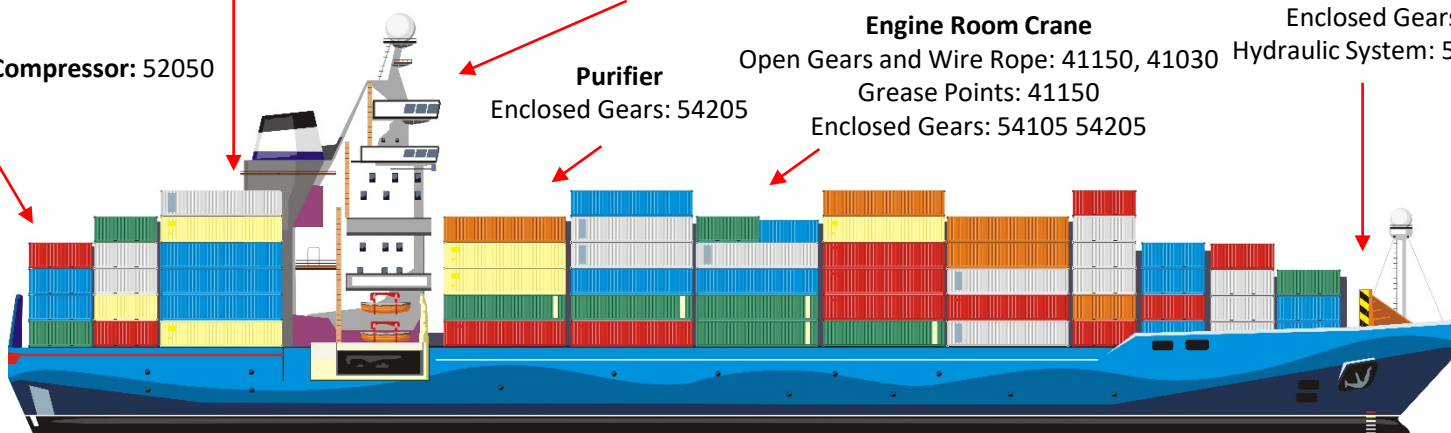 Compressor: 52050
Purifier
Enclosed Gears: 54205
Engine Room Crane
Open Gears and Wire Rope: 41150, 41030
Grease Points: 41150
Enclosed Gears: 54105 54205
Enclosed Gears
Hydraulic System: 5